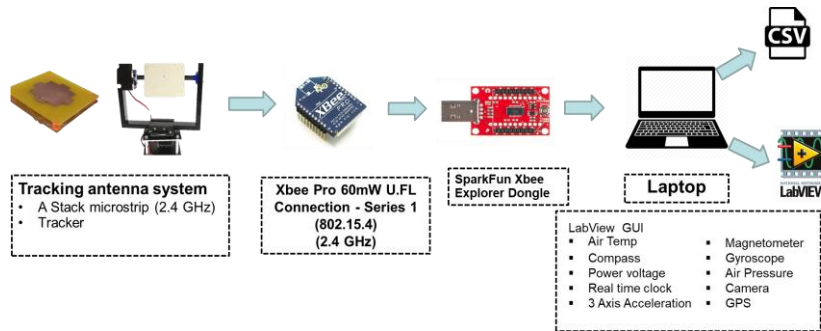 CSV
XBee
PRO
LabVIEW
Tracking antenna system
• A Stack microstrip (2.4 GHz)
• Tracker
Xbee Pro 60mW U.FL
Connection - Series 1
(802.15.4)
(2.4 GHz)
SparkFun Xbee
Explorer Dongle
Laptop
LabView GUI
▪ Air Temp
▪ Compass
▪ Power voltage
▪ Real time clock
▪ 3 Axis Acceleration
▪ Magnetometer
▪ Gyroscope
▪ Air Pressure
▪ Camera
▪ GPS